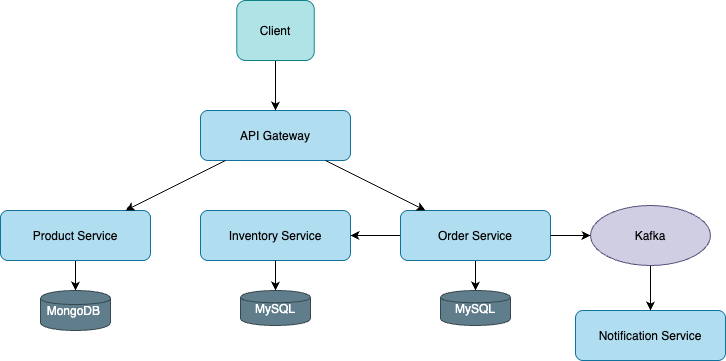 Client
API Gateway
Product Service
Inventory Service
Order Service
Kafka
MongoDB
MySQL
MySQL
Notification Service